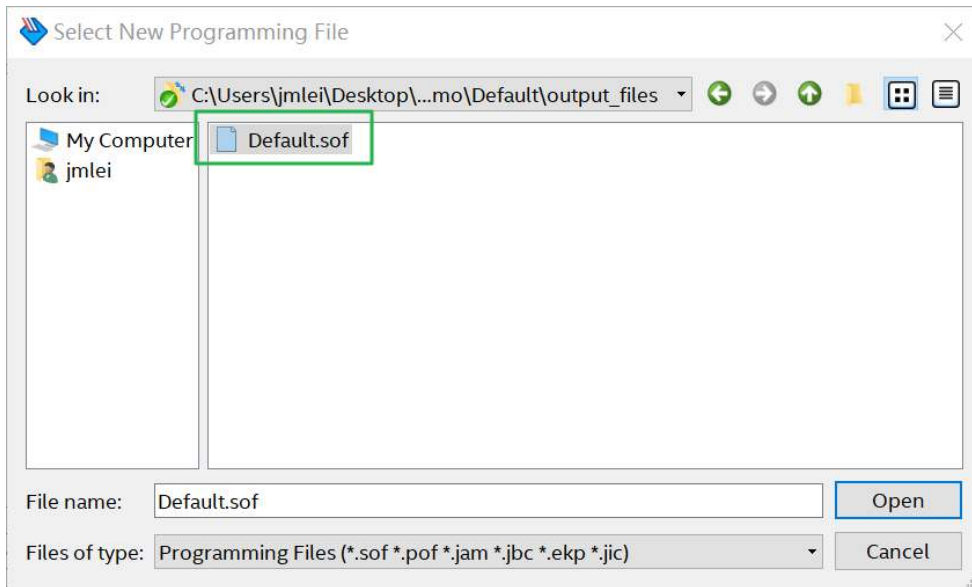 Select New Programming File
Look in: C:\Users\jmlei\Desktop\...mo\Default\output_files
My Computer
Default.sof
jmlei
File name: Default.sof Open
Files of type: Programming Files (*.sof *.pof *.jam *.jbc *.ekp *.jic) Cancel